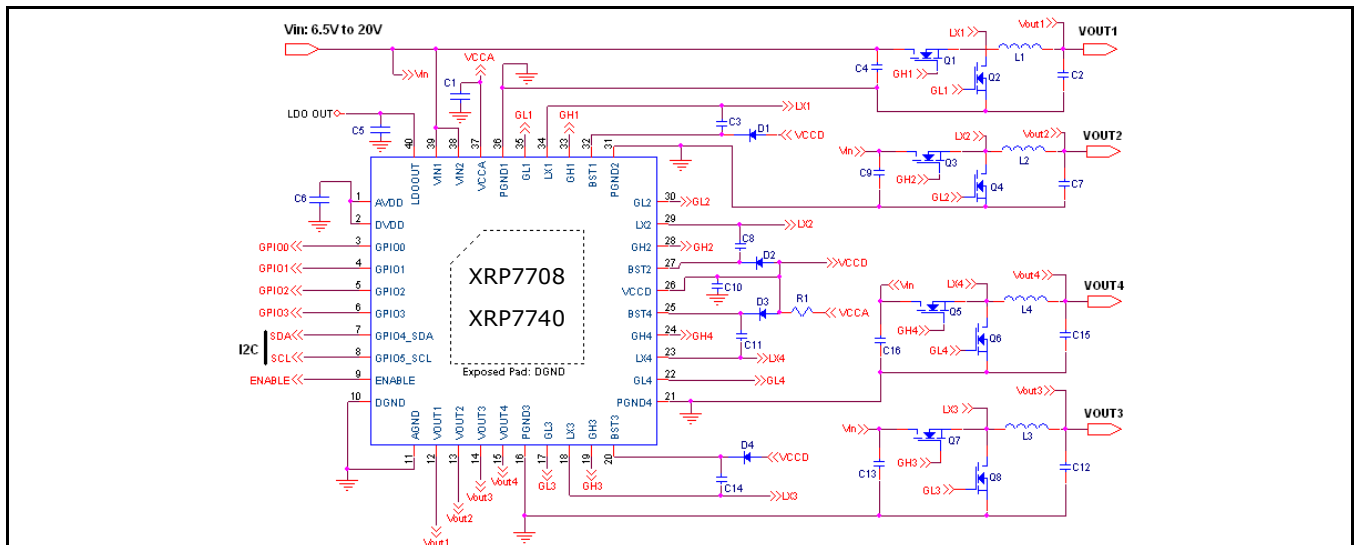 Vin: 6.5V to 20V
Vin
VCCA
C1
LDO OUT
C5
GL1
GH1
LX1
C3
D1
VCCD
C4
Q1
GH1
LX1
Q2
GL1
L1
Vout1
VOUT1
C2
40 39 38 37 36 35 34 33 32 31
LDOOUT VIN1 VIN2 VCCA PGND1 GL1 LX1 GH1 BST1 PGND2
Vin
C9
Q3
GH2
LX2
Q4
GL2
L2
Vout2
VOUT2
C7
C6
1 AVDD
2 DVDD
GPIO0 3 GPIO0
GPIO1 4 GPIO1
GPIO2 5 GPIO2
GPIO3 6 GPIO3
I2C
SDA 7 GPIO4_SDA
SCL 8 GPIO5_SCL
ENABLE 9 ENABLE
10 DGND
XRP7708
XRP7740
Exposed Pad: DGND
GL2 30 GL2
LX2 29 LX2
C8
GH2 28 GH2
BST2 27 D2 VCCD
VCCD 26 C10
BST4 25 D3 R1 VCCA
GH4 24 GH4
C11
LX4 23 LX4
GL4 22 GL4
PGND4 21
Vin
C16
Q5
GH4
LX4
Q6
GL4
L4
Vout4
VOUT4
C15
AGND VOUT1 VOUT2 VOUT3 VOUT4 PGND3 GL3 LX3 GH3 BST3
11 12 13 14 15 16 17 18 19 20
Vout1
Vout2
Vout3
Vout4
GL3
GH3
D4
VCCD
C14
LX3
Vin
C13
Q7
GH3
LX3
Q8
GL3
L3
Vout3
VOUT3
C12